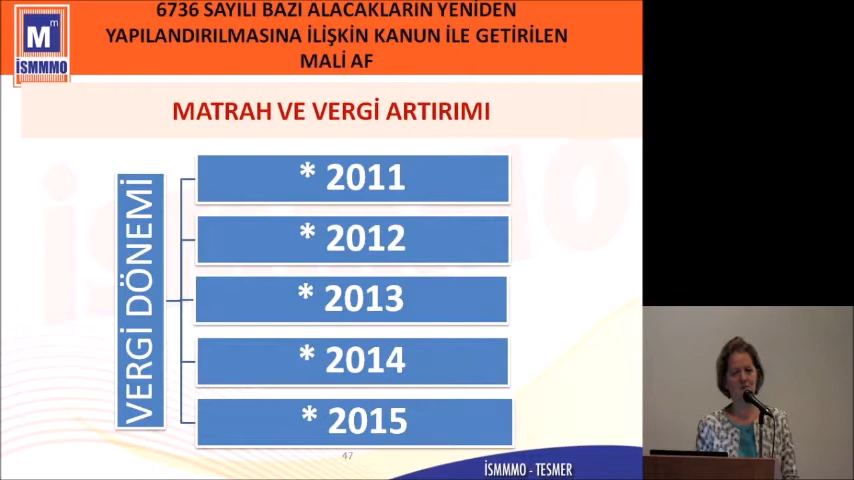 6736 SAYILI BAZI ALACAKLARIN YENİDEN
YAPILANDIRILMASINA İLİŞKİN KANUN İLE GETİRİLEN
MALİ AF
Mm
İSMMMO
MATRAH VE VERGİ ARTIRIMI
VERGİ DÖNEMİ
* 2011
* 2012
* 2013
* 2014
* 2015
47
İSMMMO - TESMER